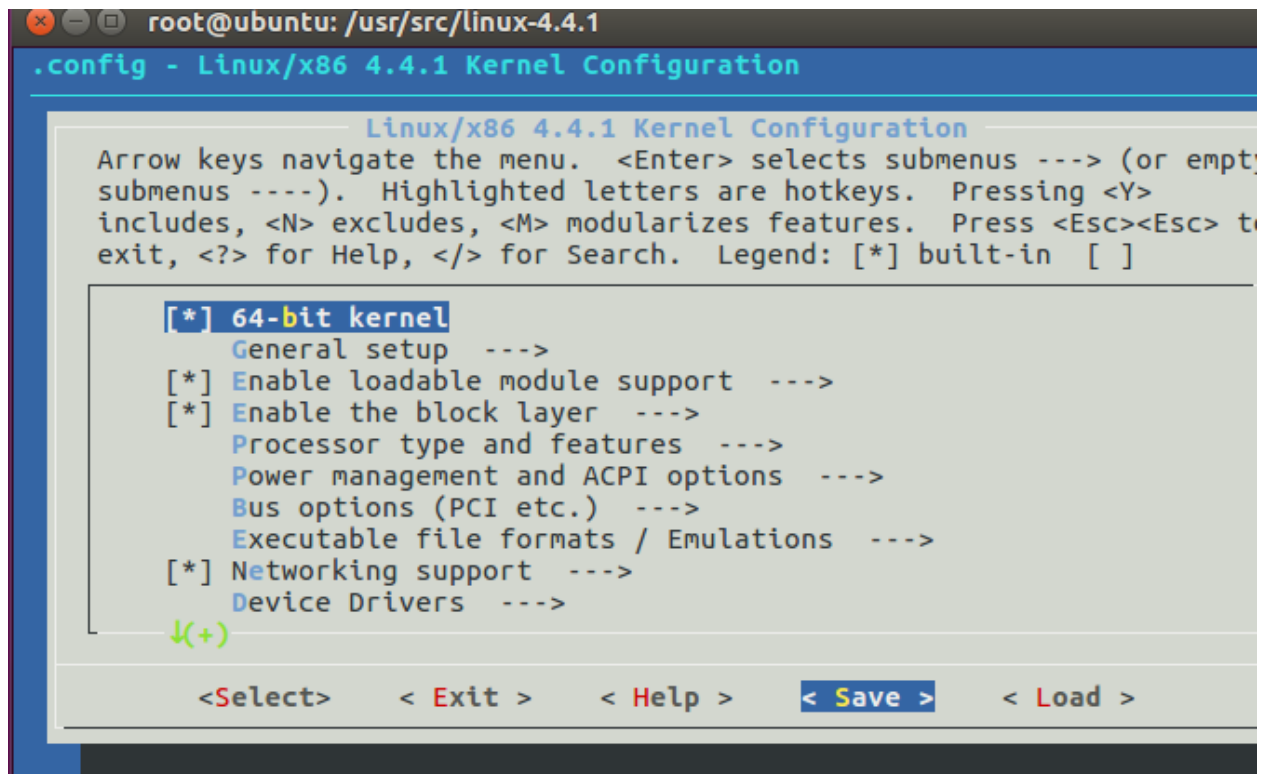 root@ubuntu: /usr/src/linux-4.4.1
.config - Linux/x86 4.4.1 Kernel Configuration
Linux/x86 4.4.1 Kernel Configuration
Arrow keys navigate the menu.  <Enter> selects submenus ---> (or empty
submenus ----).  Highlighted letters are hotkeys.  Pressing <Y>
includes, <N> excludes, <M> modularizes features.  Press <Esc><Esc> to
exit, <?> for Help, </> for Search.  Legend: [*] built-in  [ ]
[*] 64-bit kernel
General setup  --->
[*] Enable loadable module support  --->
[*] Enable the block layer  --->
Processor type and features  --->
Power management and ACPI options  --->
Bus options (PCI etc.)  --->
Executable file formats / Emulations  --->
[*] Networking support  --->
Device Drivers  --->
↓(+)
<Select>    < Exit >    < Help >    < Save >    < Load >